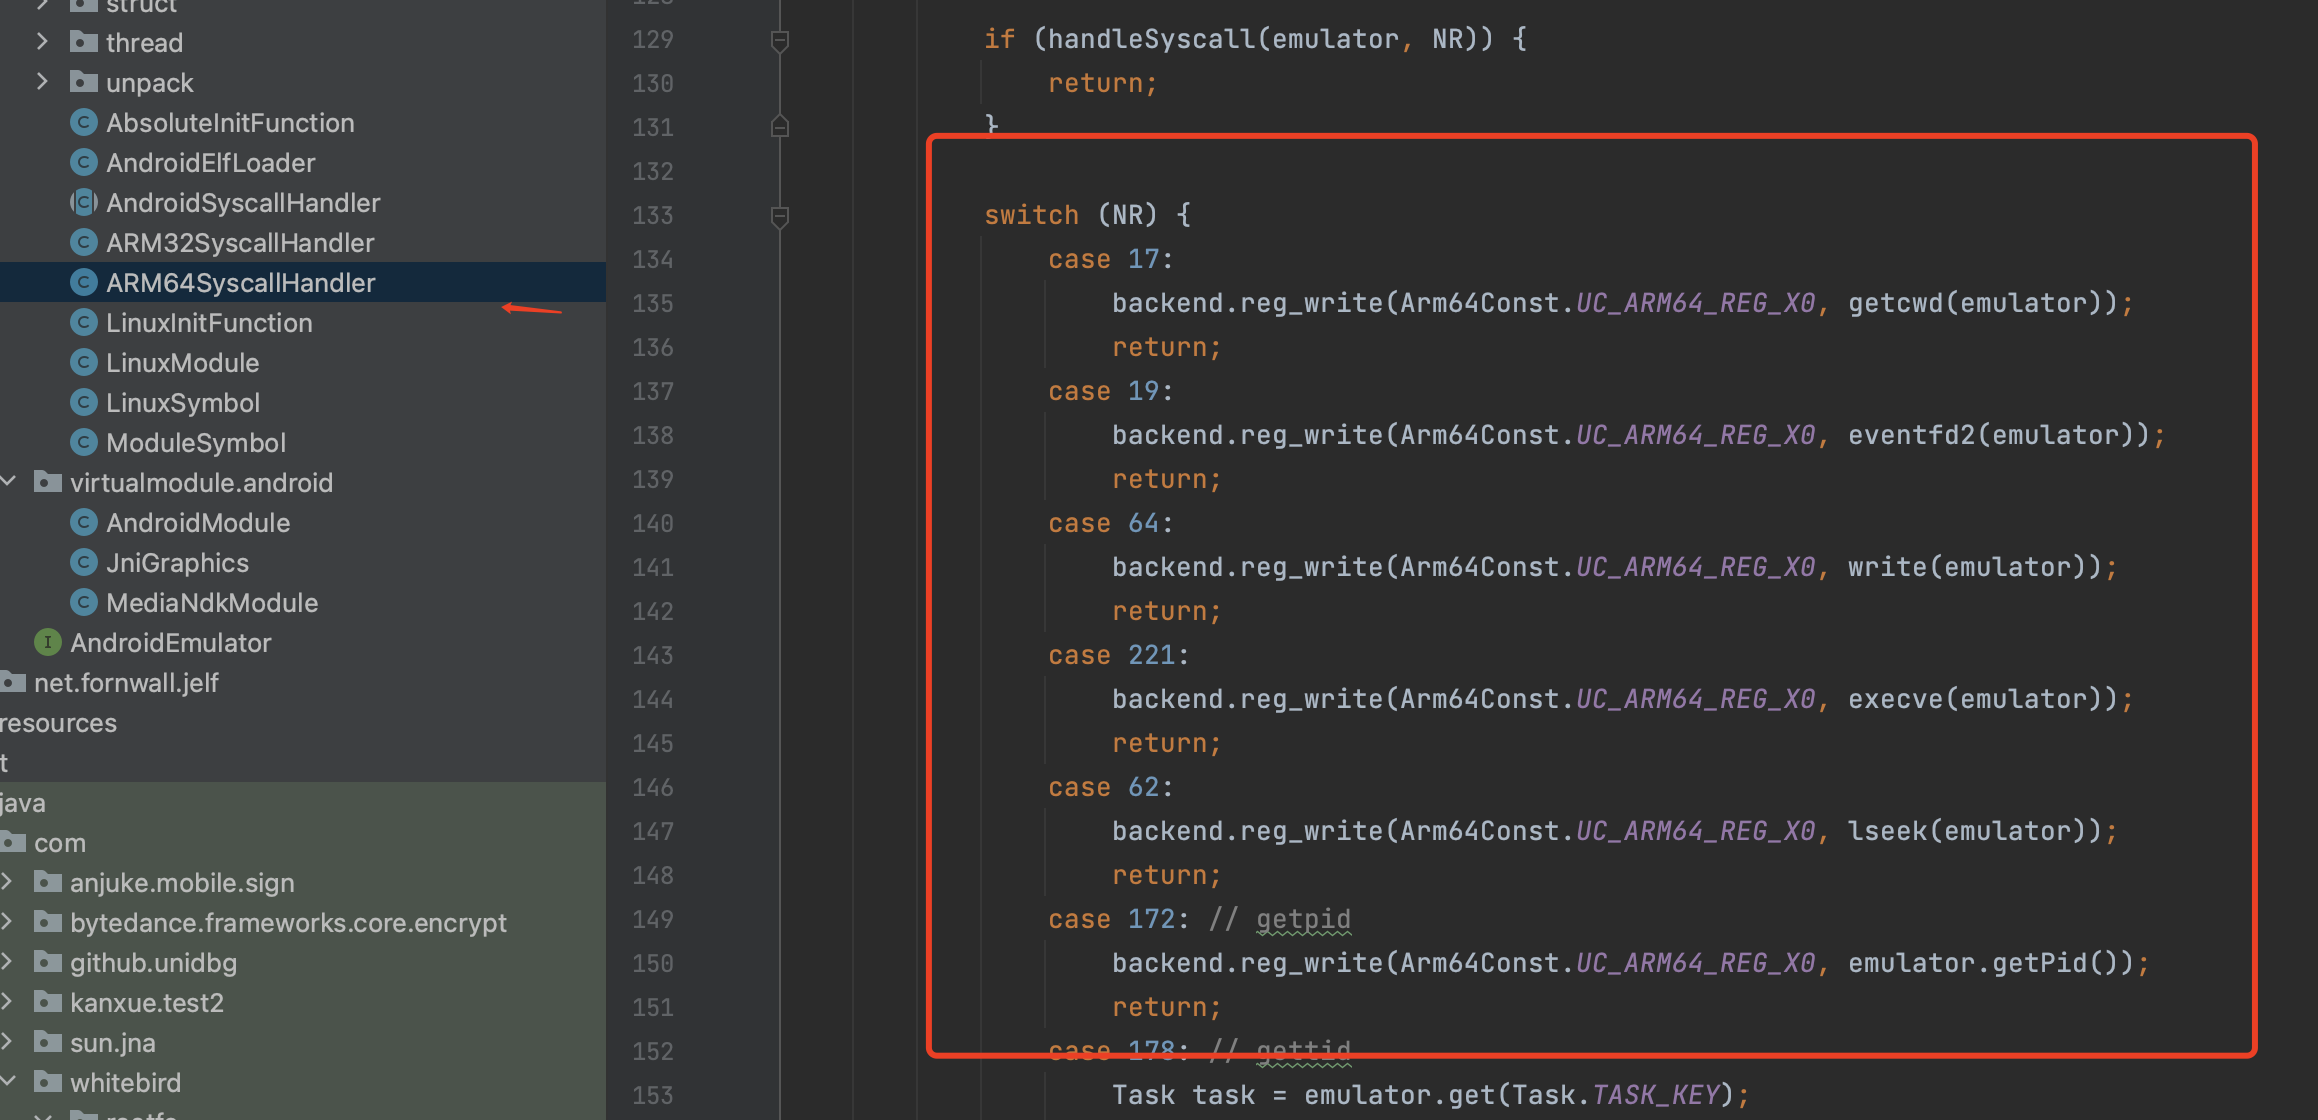 struct
thread
unpack
AbsoluteInitFunction
AndroidElfLoader
AndroidSyscallHandler
ARM32SyscallHandler
ARM64SyscallHandler
LinuxInitFunction
LinuxModule
LinuxSymbol
ModuleSymbol
virtualmodule.android
AndroidModule
JniGraphics
MediaNdkModule
AndroidEmulator
net.fornwall.jelf
resources
t
java
com
anjuke.mobile.sign
bytedance.frameworks.core.encrypt
github.unidbg
kanxue.test2
sun.jna
whitebird
rootfs
128
129 if (handleSyscall(emulator, NR)) {
130 return;
131 }
132
133 switch (NR) {
134 case 17:
135 backend.reg_write(Arm64Const.UC_ARM64_REG_X0, getcwd(emulator));
136 return;
137 case 19:
138 backend.reg_write(Arm64Const.UC_ARM64_REG_X0, eventfd2(emulator));
139 return;
140 case 64:
141 backend.reg_write(Arm64Const.UC_ARM64_REG_X0, write(emulator));
142 return;
143 case 221:
144 backend.reg_write(Arm64Const.UC_ARM64_REG_X0, execve(emulator));
145 return;
146 case 62:
147 backend.reg_write(Arm64Const.UC_ARM64_REG_X0, lseek(emulator));
148 return;
149 case 172: // getpid
150 backend.reg_write(Arm64Const.UC_ARM64_REG_X0, emulator.getPid());
151 return;
152 case 178: // gettid
153 Task task = emulator.get(Task.TASK_KEY);